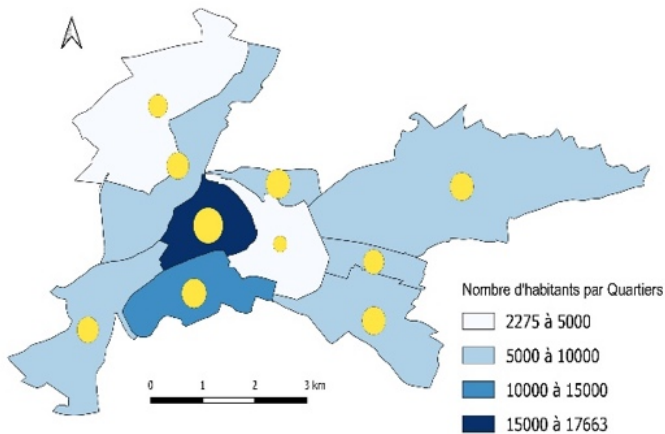 Nombre d'habitants par Quartiers
2275 à 5000
5000 à 10000
10000 à 15000
15000 à 17663
0 1 2 3 km